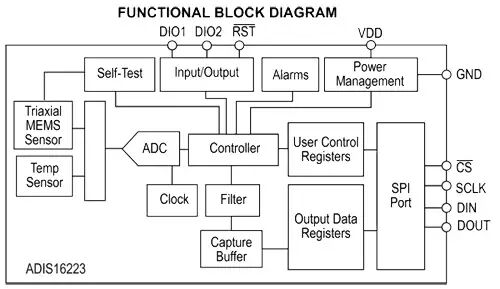 FUNCTIONAL BLOCK DIAGRAM
DIO1 DIO2 RST VDD
Self-Test
Input/Output
Alarms
Power
Management
GND
Triaxial
MEMS
Sensor
Temp
Sensor
ADC
Clock
Controller
Filter
Capture
Buffer
User Control
Registers
Output Data
Registers
SPI
Port
CS
SCLK
DIN
DOUT
ADIS16223